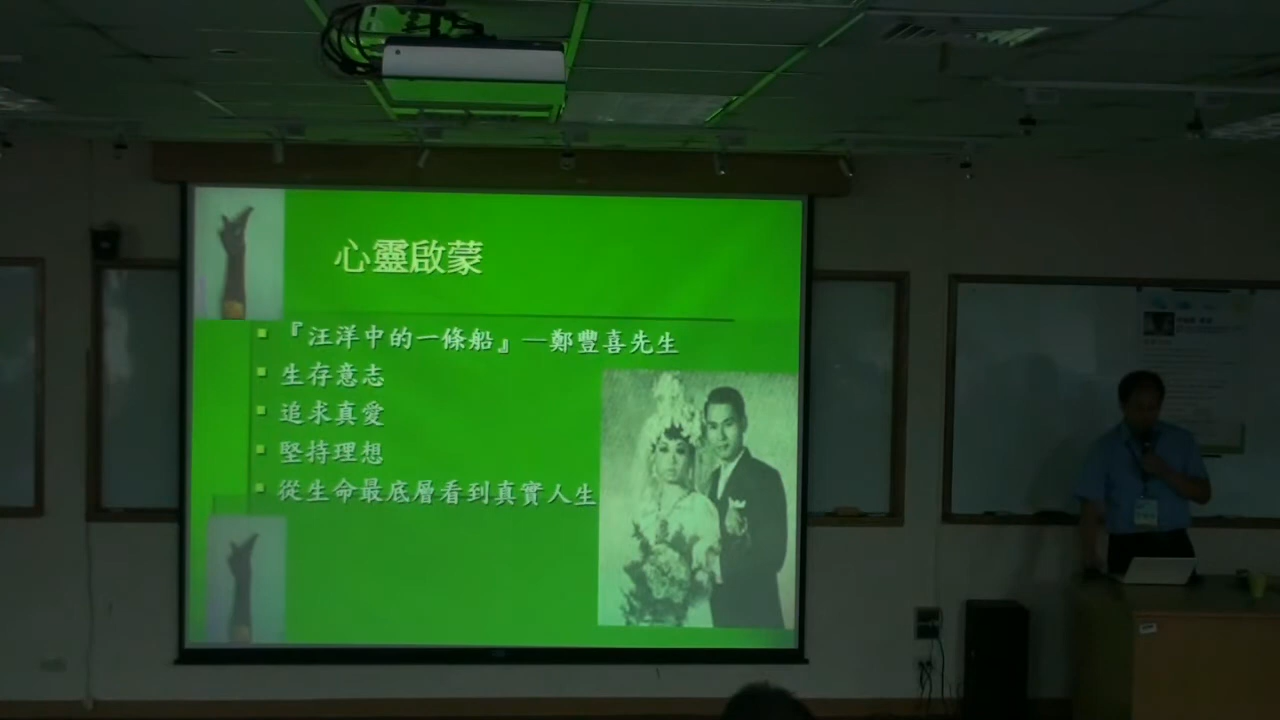 心靈啟蒙
『汪洋中的一條船』—鄭豐喜先生
生存意志
追求真愛
堅持理想
從生命最底層看到真實人生